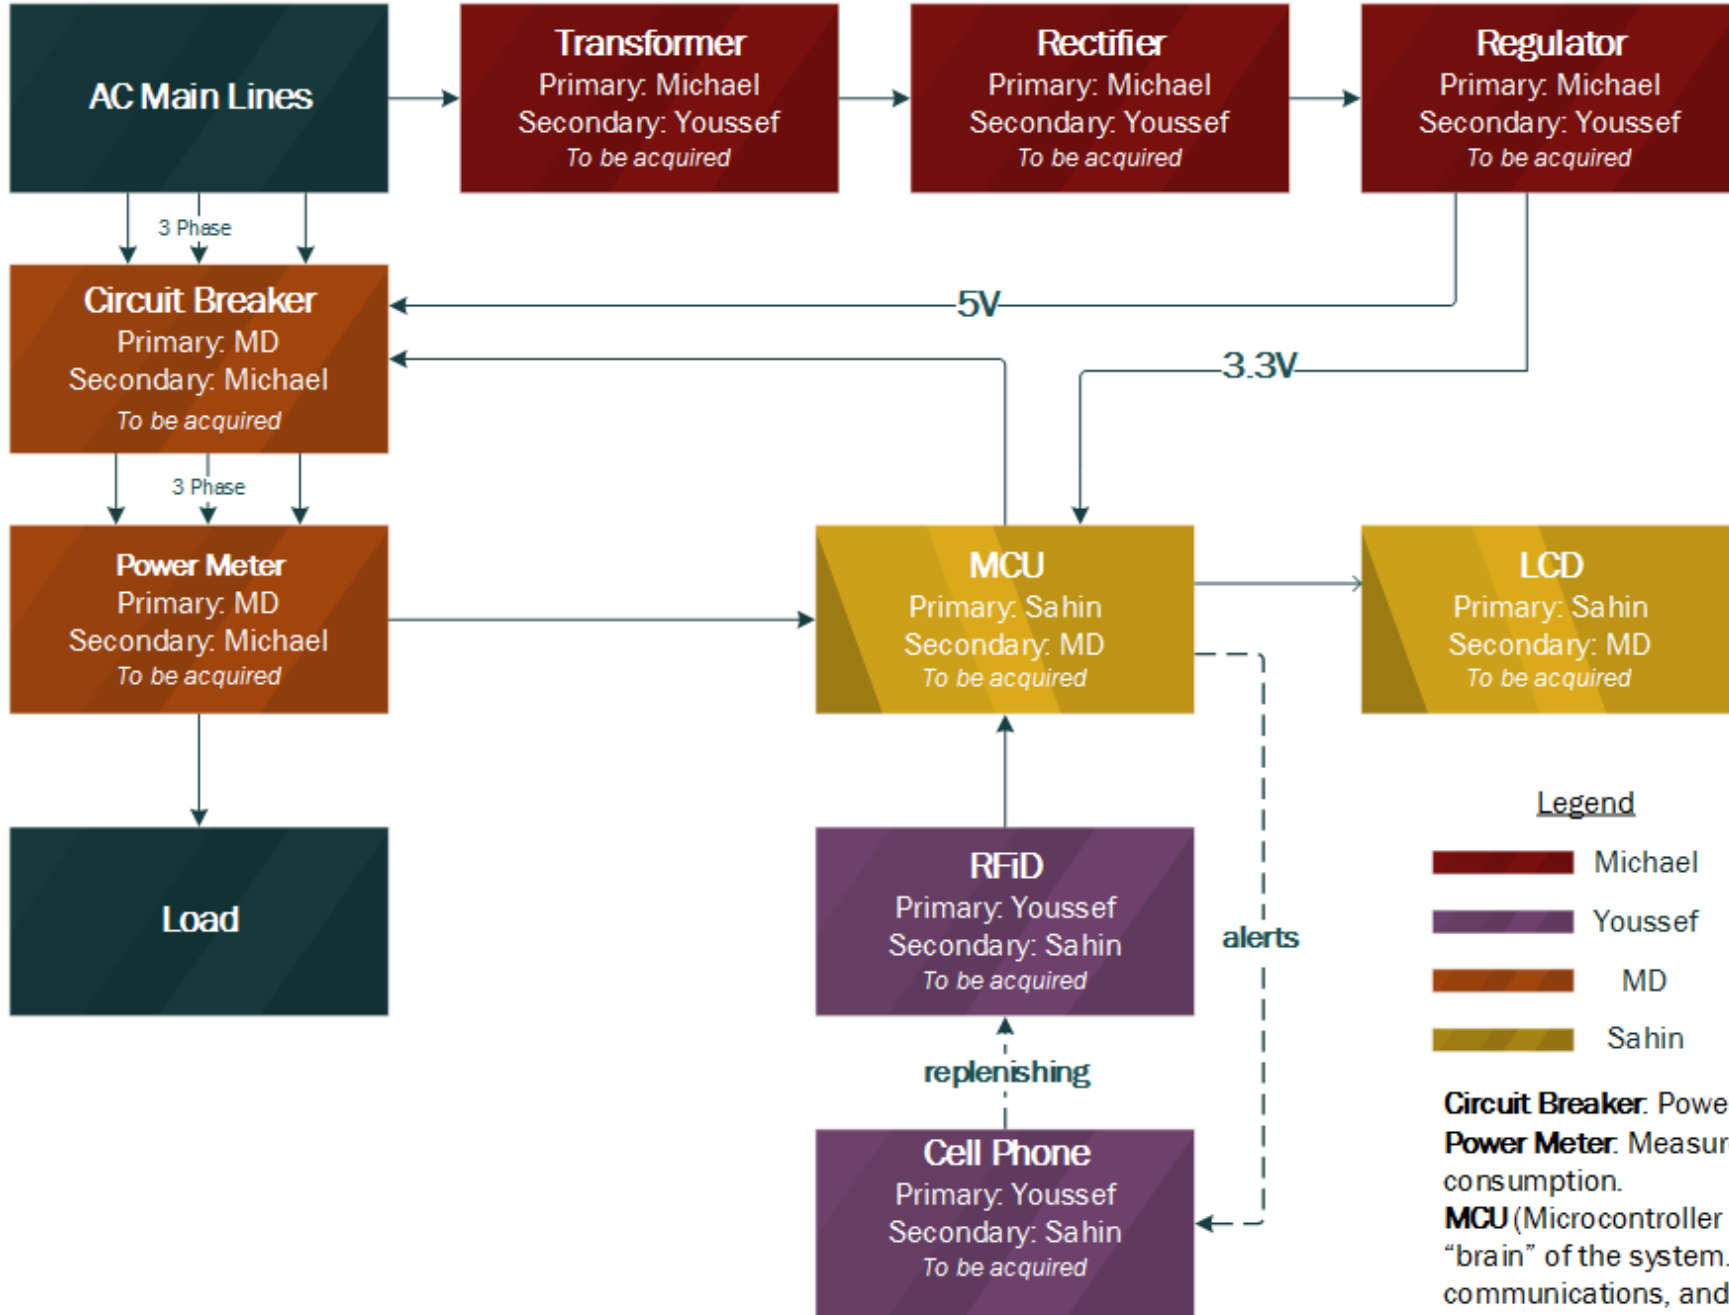 AC Main Lines
Transformer
Primary: Michael
Secondary: Youssef
To be acquired
Rectifier
Primary: Michael
Secondary: Youssef
To be acquired
Regulator
Primary: Michael
Secondary: Youssef
To be acquired
3 Phase
Circuit Breaker
Primary: MD
Secondary: Michael
To be acquired
5V
3.3V
3 Phase
Power Meter
Primary: MD
Secondary: Michael
To be acquired
MCU
Primary: Sahin
Secondary: MD
To be acquired
LCD
Primary: Sahin
Secondary: MD
To be acquired
Load
RFiD
Primary: Youssef
Secondary: Sahin
To be acquired
alerts
replenishing
Cell Phone
Primary: Youssef
Secondary: Sahin
To be acquired
Legend
Michael
Youssef
MD
Sahin
Circuit Breaker: Powe
Power Meter: Measur
consumption.
MCU (Microcontroller
“brain” of the system.
communications, and